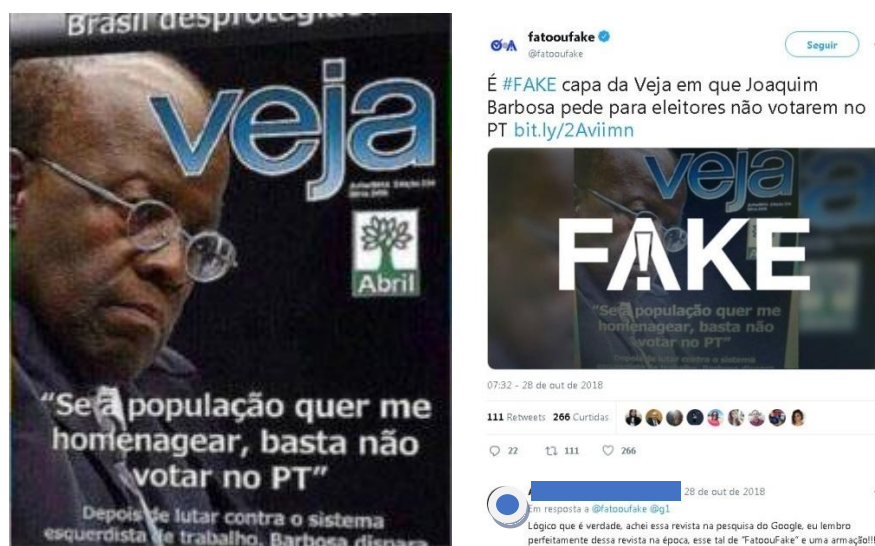 Brasil desprotegido
veja
Abril
"Se a população quer me
homenagear, basta não
votar no PT"
Depois de lutar contra o sistema
esquerdista de trabalho, Barbosa dispara
fatooufake
@fatooufake
Seguir
É #FAKE capa da Veja em que Joaquim
Barbosa pede para eleitores não votarem no
PT bit.ly/2Aviimn
veja
FAKE
"Se a população quer me
homenagear, basta não
votar no PT"
Depois de lutar contra o sistema
07:32 - 28 de out de 2018
111 Retweets 266 Curtidas
22 111 266
28 de out de 2018
Em resposta a @fatooufake @g1
Lógico que é verdade, achei essa revista na pesquisa do Google, eu lembro
perfeitamente dessa revista na época, esse tal de "FatoouFake" e uma armação!!!